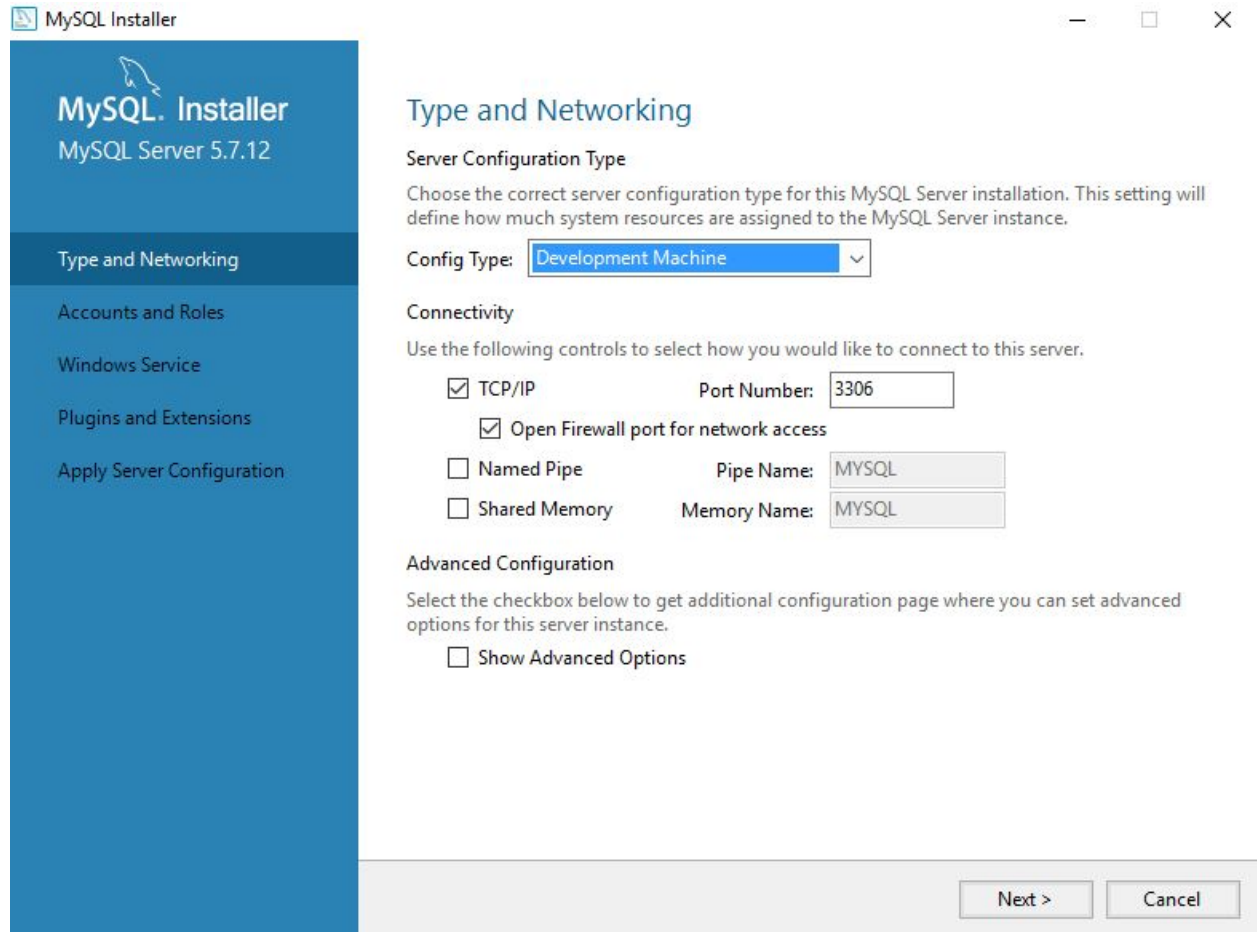 MySQL Installer
MySQL. Installer
MySQL Server 5.7.12
Type and Networking
Accounts and Roles
Windows Service
Plugins and Extensions
Apply Server Configuration
Type and Networking
Server Configuration Type
Choose the correct server configuration type for this MySQL Server installation. This setting will
define how much system resources are assigned to the MySQL Server instance.
Config Type: Development Machine
Connectivity
Use the following controls to select how you would like to connect to this server.
TCP/IP Port Number: 3306
Open Firewall port for network access
Named Pipe Pipe Name: MYSQL
Shared Memory Memory Name: MYSQL
Advanced Configuration
Select the checkbox below to get additional configuration page where you can set advanced
options for this server instance.
Show Advanced Options
Next > Cancel